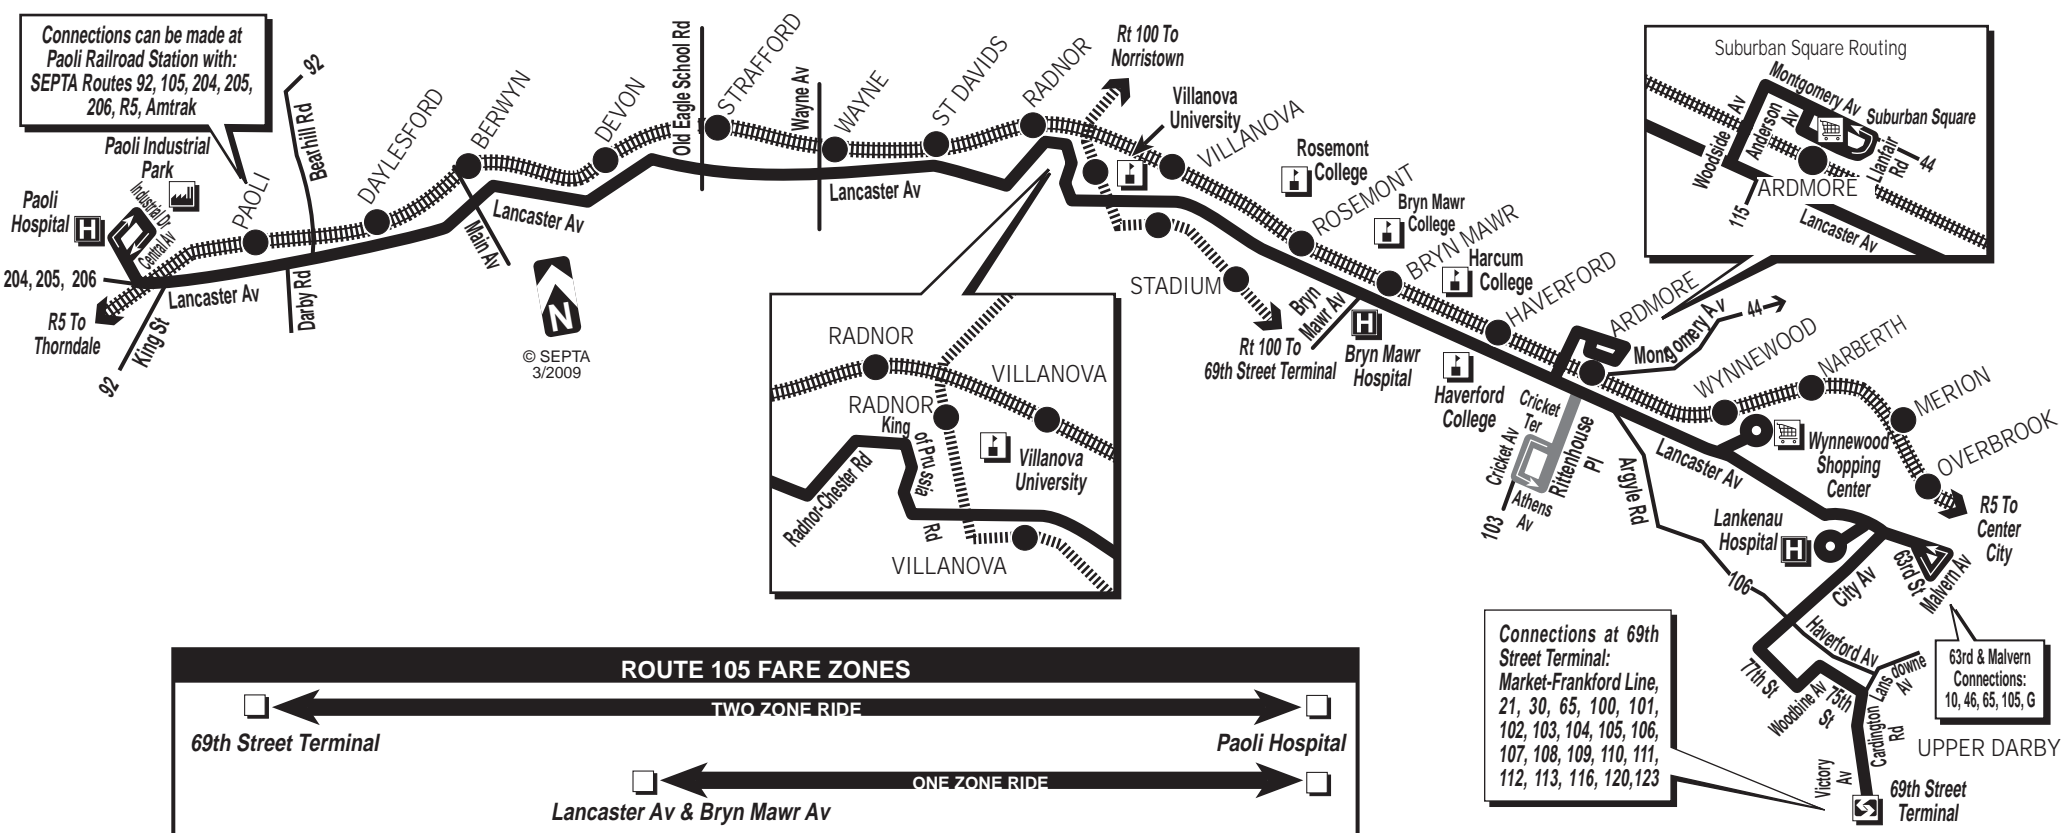 Connections can be made at
Paoli Railroad Station with:
SEPTA Routes 92, 105, 204, 205,
206, R5, Amtrak
Paoli Industrial
Park
Paoli
Hospital
H
Industrial Dr
Central Av
204, 205, 206
R5 To
Thorndale
92
King St
Lancaster Av
PAOLI
92
Bearhill Rd
Darby Rd
DAYLESFORD
BERWYN
Main Av
Lancaster Av
DEVON
N
© SEPTA
3/2009
Old Eagle School Rd
STRAFFORD
Wayne Av
WAYNE
Lancaster Av
ST DAVIDS
RADNOR
Rt 100 To
Norristown
Villanova
University
VILLANOVA
STADIUM
Rt 100 To
69th Street Terminal
Rosemont
College
ROSEMONT
Bryn Mawr
College
BRYN MAWR
Bryn
Mawr Av
H
Bryn Mawr
Hospital
Harcum
College
HAVERFORD
Haverford
College
ARDMORE
Montgomery Av
44
Cricket
Ter
Cricket Av
Rittenhouse
Pl
Athens
Av
103
Argyle Rd
106
WYNNEWOOD
NARBERTH
MERION
OVERBROOK
Lancaster Av
Wynnewood
Shopping
Center
R5 To
Center
City
Lankenau
Hospital
H
City Av
63rd St
Malvern Av
Haverford Av
77th St
Woodbine Av
75th
St
Lansdowne
Av
Cardington
Rd
Victory
Av
UPPER DARBY
69th Street
Terminal
63rd & Malvern
Connections:
10, 46, 65, 105, G
Connections at 69th
Street Terminal:
Market-Frankford Line,
21, 30, 65, 100, 101,
102, 103, 104, 105, 106,
107, 108, 109, 110, 111,
112, 113, 116, 120,123
Suburban Square Routing
Montgomery Av
Woodside Av
Anderson
Av
Suburban Square
Llanfair
Rd
44
ARDMORE
115
Lancaster Av
RADNOR
VILLANOVA
RADNOR
King
of Prussia
Rd
Radnor-Chester Rd
Villanova
University
VILLANOVA
ROUTE 105 FARE ZONES
TWO ZONE RIDE
69th Street Terminal
Paoli Hospital
ONE ZONE RIDE
Lancaster Av & Bryn Mawr Av